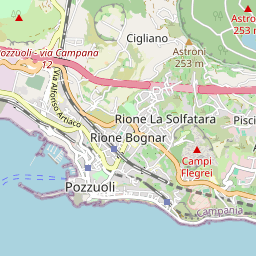 Astroni
253 m
Cigliano
Astroni
253 m
Pozzuoli - via Campana
12
Via Alfonso Artiaco
Rione La Solfatara
Pisci
Rione Bognar
Campi
Flegrei
Pozzuoli
Campania